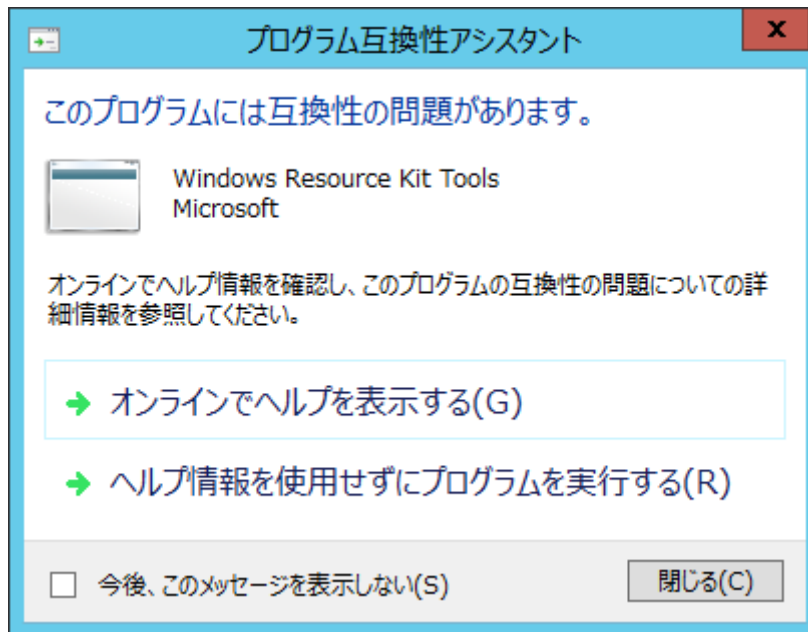 プログラム互換性アシスタント
x
このプログラムには互換性の問題があります。
Windows Resource Kit Tools
Microsoft
オンラインでヘルプ情報を確認し、このプログラムの互換性の問題についての詳
細情報を参照してください。
オンラインでヘルプを表示する(G)
ヘルプ情報を使用せずにプログラムを実行する(R)
今後、このメッセージを表示しない(S)
閉じる(C)